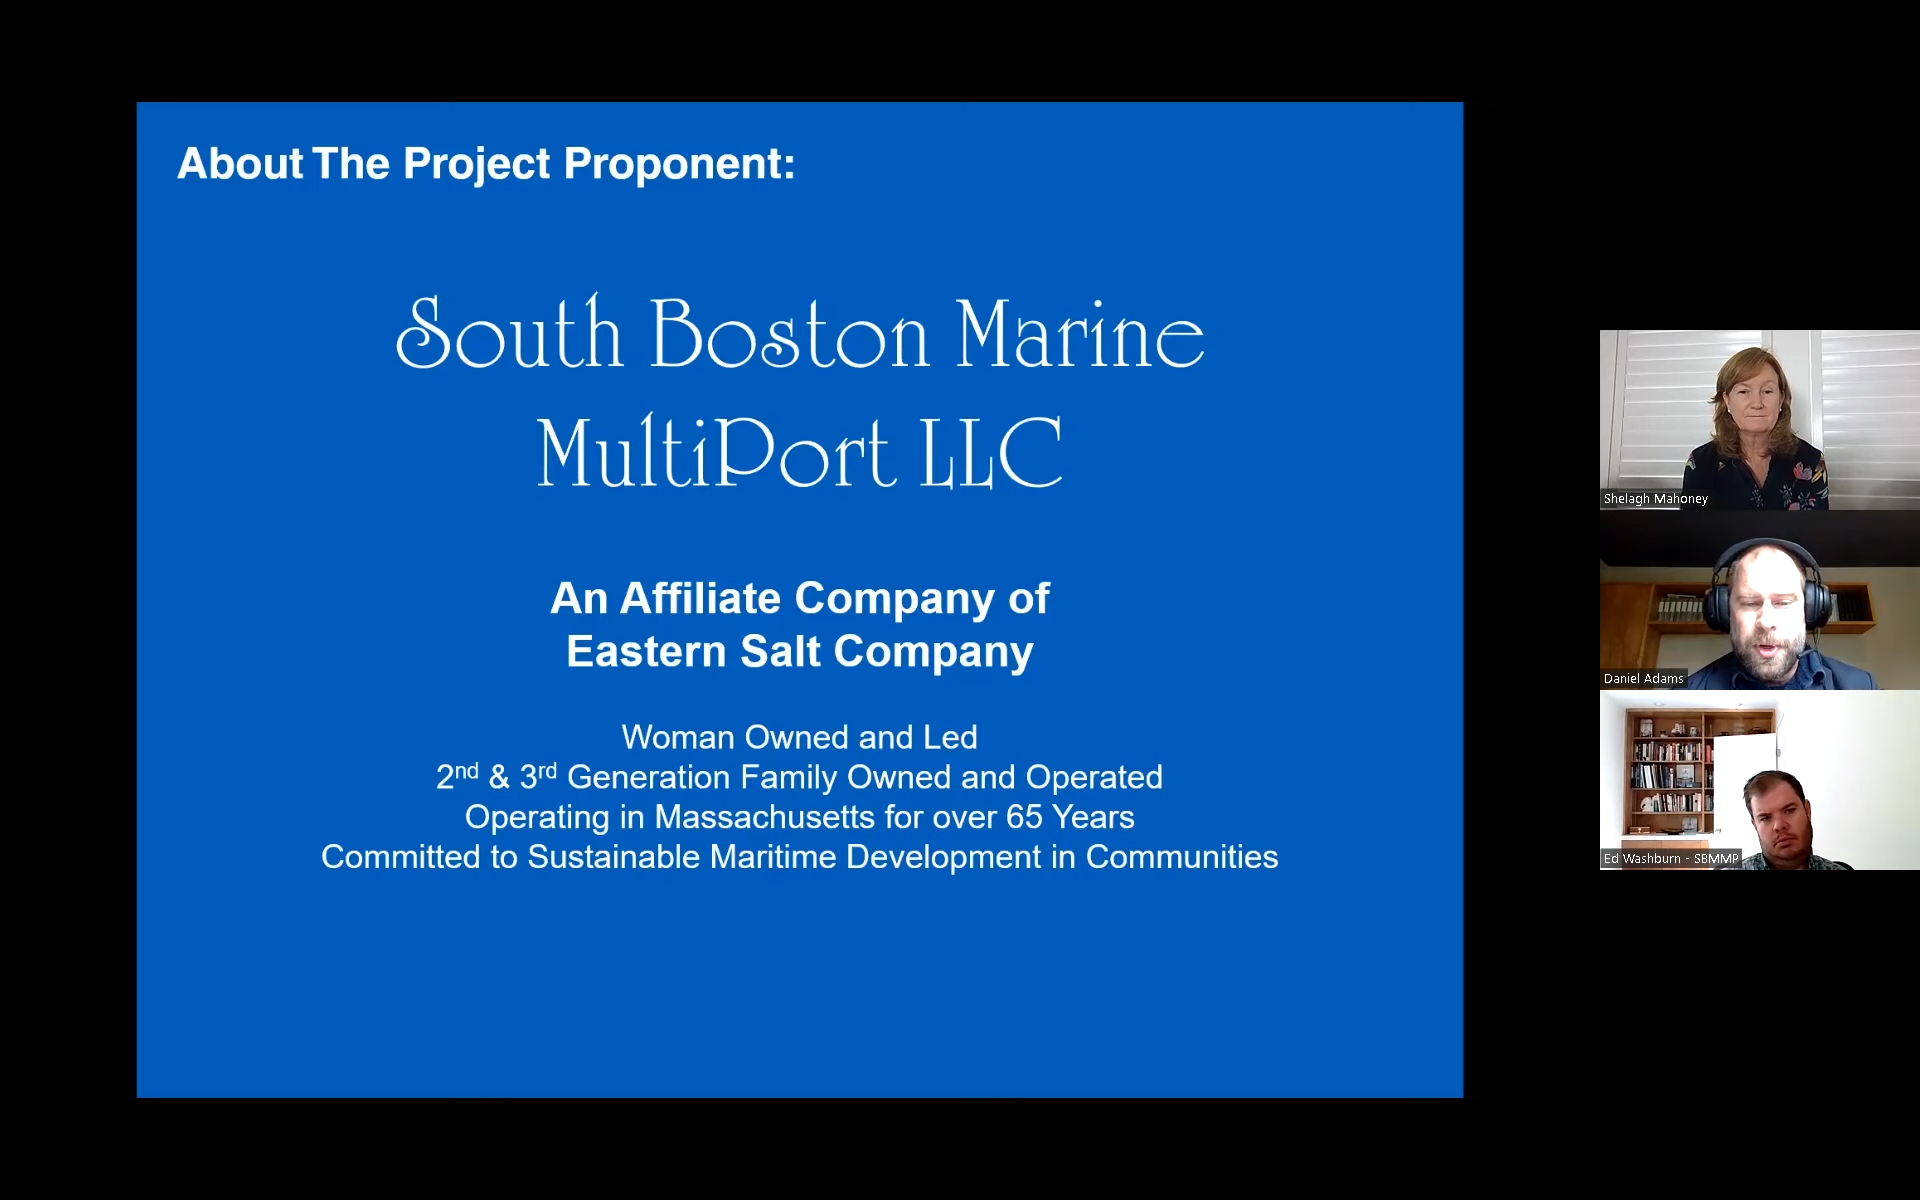 About The Project Proponent:
South Boston Marine
MultiPort LLC
An Affiliate Company of
Eastern Salt Company
Woman Owned and Led
2nd & 3rd Generation Family Owned and Operated
Operating in Massachusetts for over 65 Years
Committed to Sustainable Maritime Development in Communities
Shelagh Mahoney
Daniel Adams
Ed Washburn - SBMMP